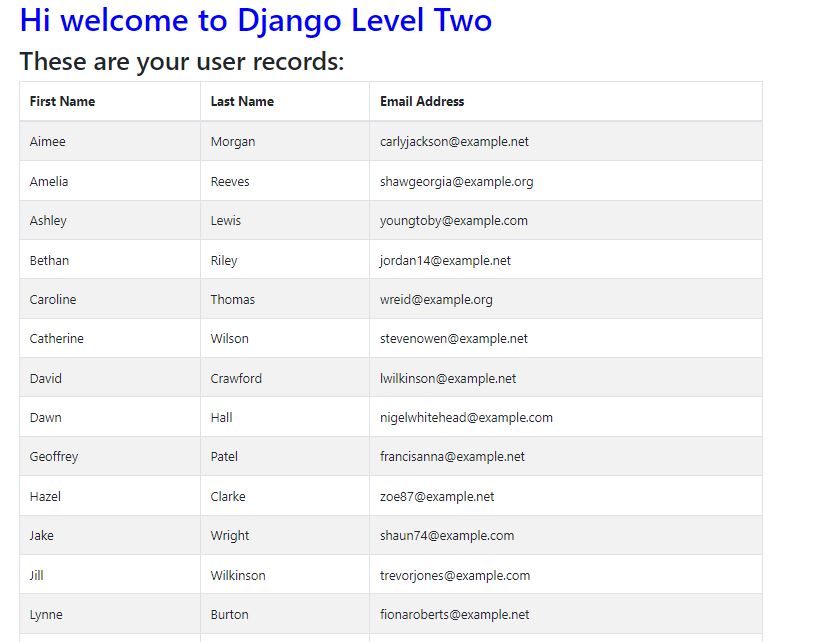 Hi welcome to Django Level Two
These are your user records:
First Name Last Name Email Address
Aimee Morgan carlyjackson@example.net
Amelia Reeves shawgeorgia@example.org
Ashley Lewis youngtoby@example.com
Bethan Riley jordan14@example.net
Caroline Thomas wreid@example.org
Catherine Wilson stevenowen@example.net
David Crawford lwilkinson@example.net
Dawn Hall nigelwhitehead@example.com
Geoffrey Patel francisanna@example.net
Hazel Clarke zoe87@example.net
Jake Wright shaun74@example.com
Jill Wilkinson trevorjones@example.com
Lynne Burton fionaroberts@example.net